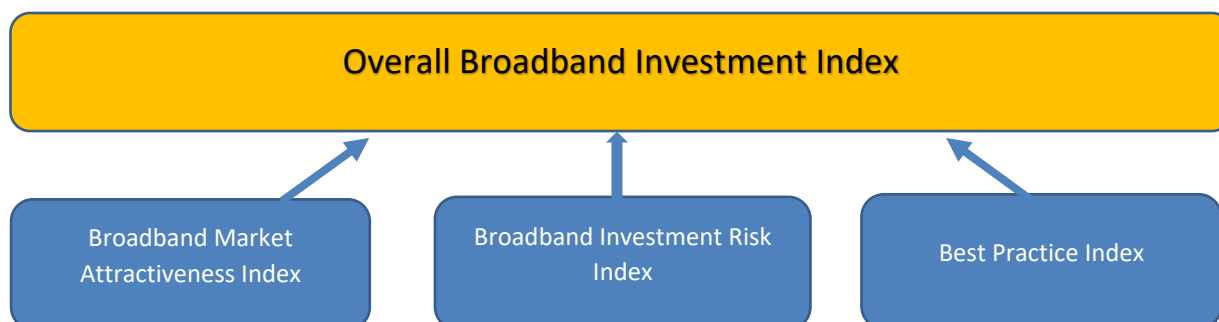 Overall Broadband Investment Index
Broadband Market
Attractiveness Index
Broadband Investment Risk
Index
Best Practice Index